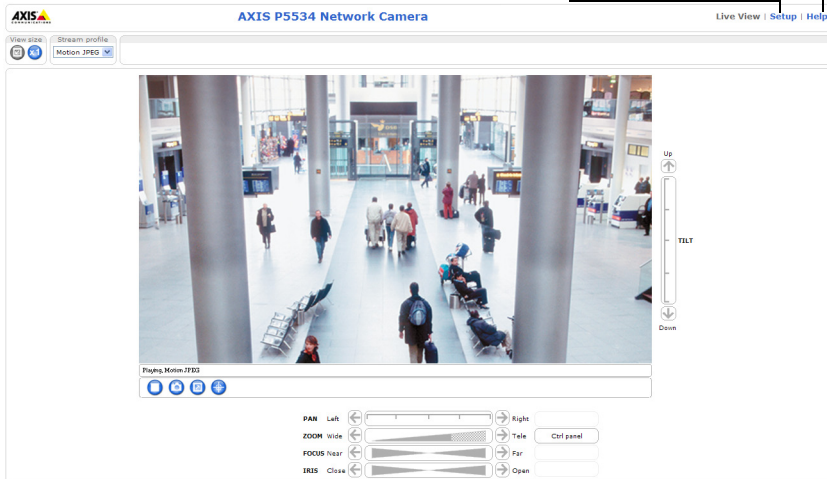 AXIS
COMMUNICATIONS
AXIS P5534 Network Camera
Live View | Setup | Help
View size
Stream profile
Motion JPEG
Up
TILT
Down
Playing, Motion JPEG
PAN Left Right
ZOOM Wide Tele Ctrl panel
FOCUS Near Far
IRIS Close Open